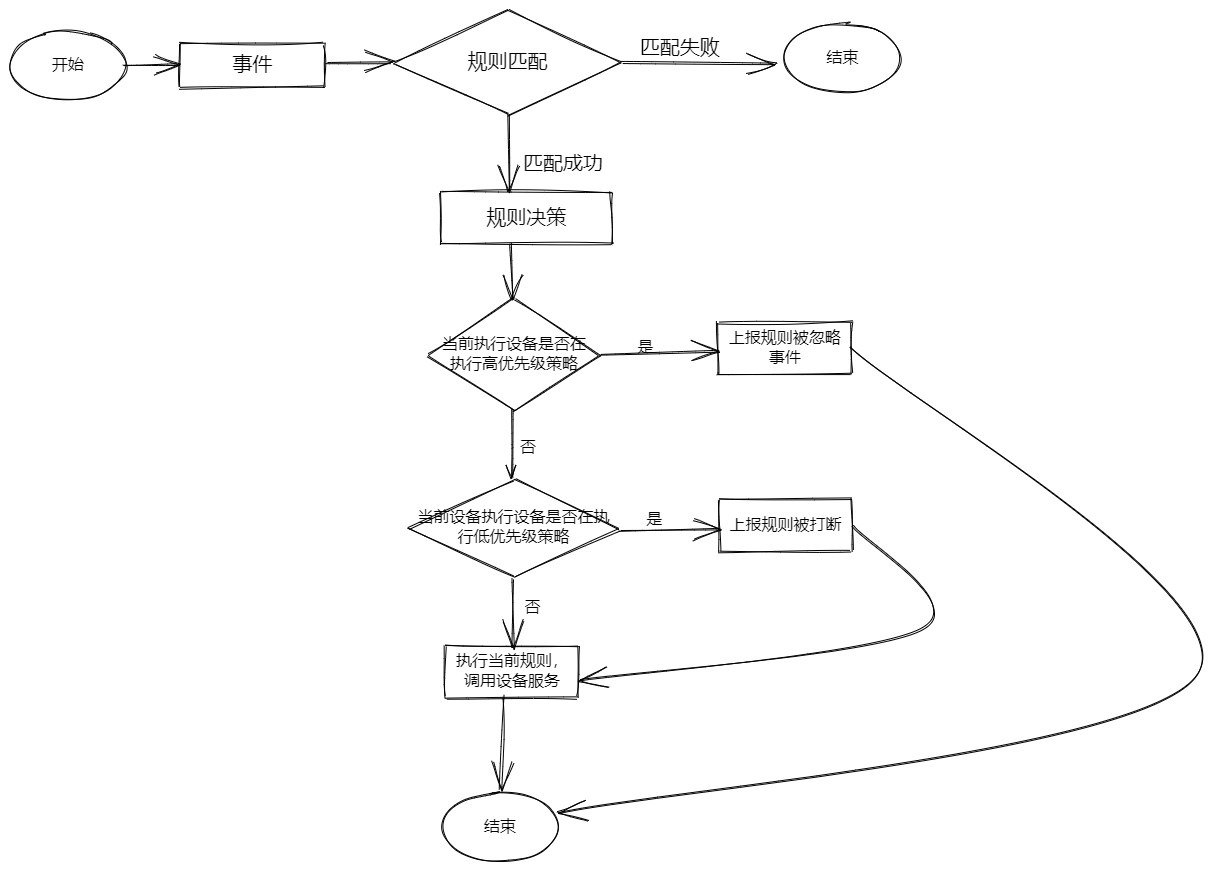 开始
事件
规则匹配
匹配失败
结束
匹配成功
规则决策
当前执行设备是否在
执行高优先级策略
是
上报规则被忽略
事件
否
当前设备执行设备是否在执
行低优先级策略
是
上报规则被打断
否
执行当前规则，
调用设备服务
结束